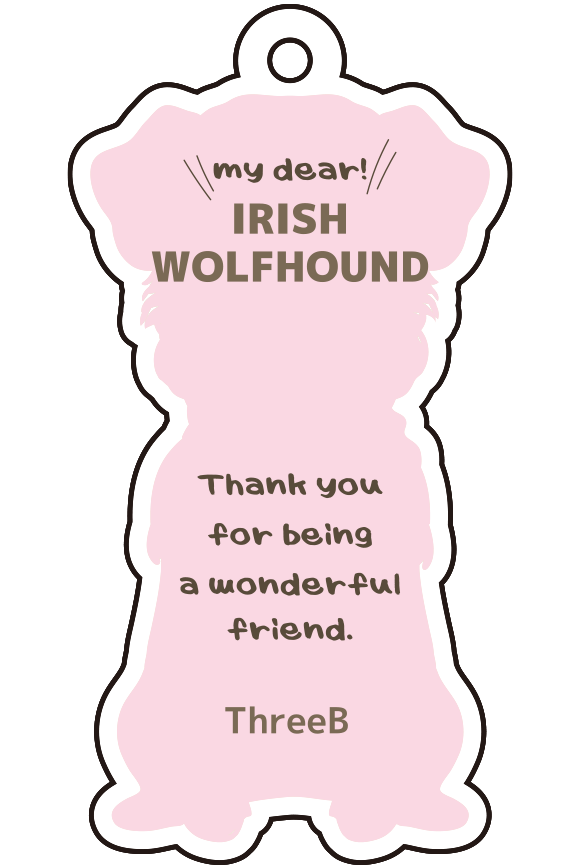 my dear!
IRISH
WOLFHOUND
Thank you
for being
a wonderful
friend.
ThreeB